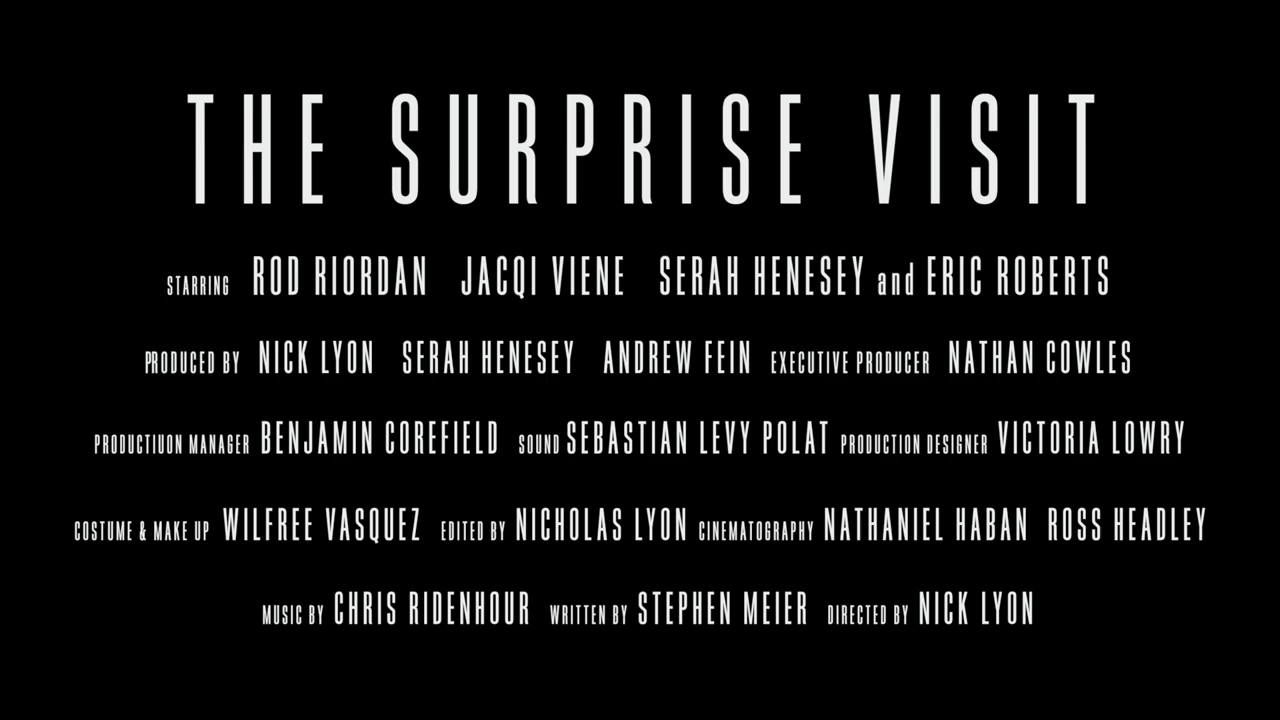 THE SURPRISE VISIT
STARRING ROD RIORDAN JACQI VIENE SERAH HENESEY and ERIC ROBERTS
PRODUCED BY NICK LYON SERAH HENESEY ANDREW FEIN EXECUTIVE PRODUCER NATHAN COWLES
PRODUCTIUON MANAGER BENJAMIN COREFIELD SOUND SEBASTIAN LEVY POLAT PRODUCTION DESIGNER VICTORIA LOWRY
COSTUME & MAKE UP WILFREE VASQUEZ EDITED BY NICHOLAS LYON CINEMATOGRAPHY NATHANIEL HABAN ROSS HEADLEY
MUSIC BY CHRIS RIDENHOUR WRITTEN BY STEPHEN MEIER DIRECTED BY NICK LYON